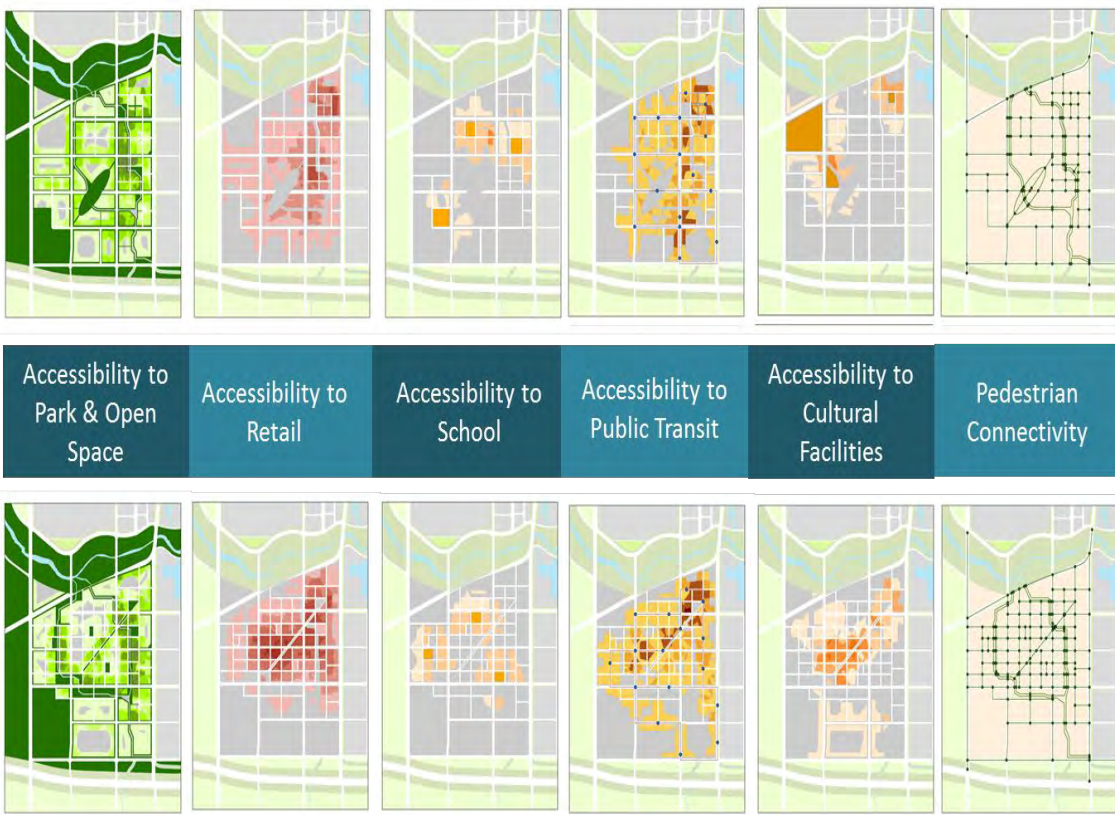 Accessibility to
Park & Open
Space
Accessibility to
Retail
Accessibility to
School
Accessibility to
Public Transit
Accessibility to
Cultural
Facilities
Pedestrian
Connectivity